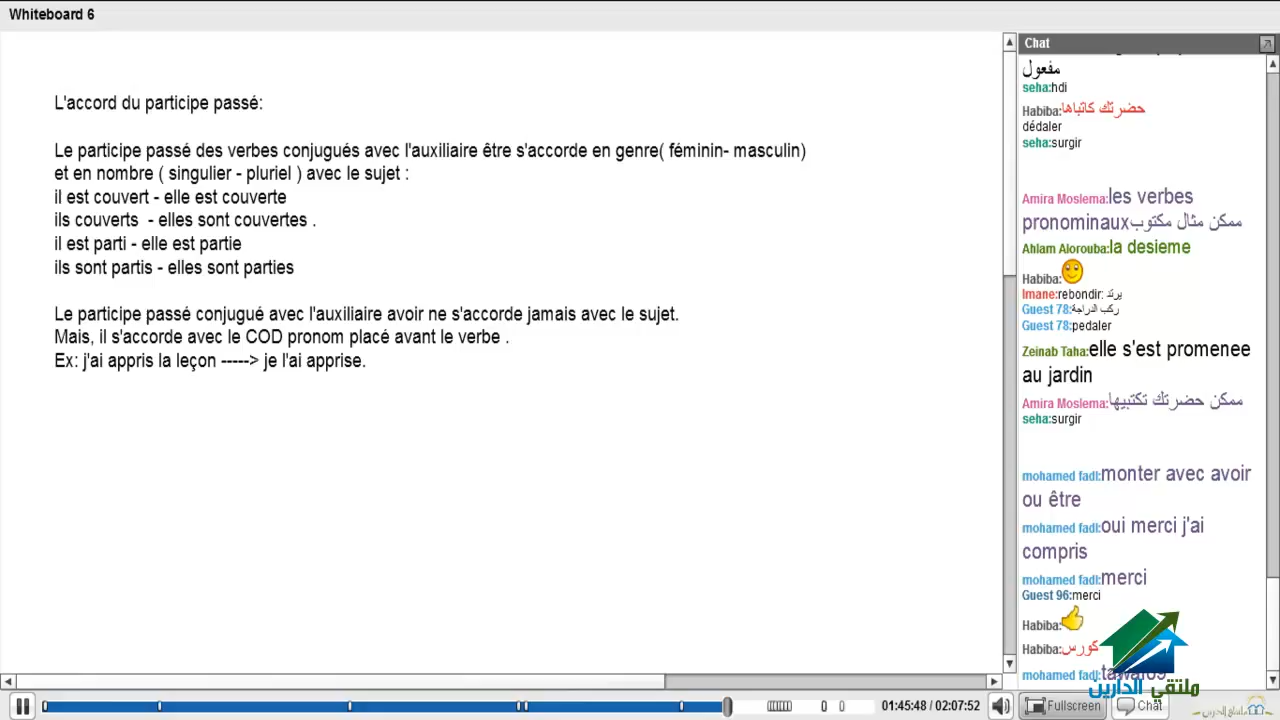 Whiteboard 6
L'accord du participe passé:
Le participe passé des verbes conjugués avec l'auxiliaire être s'accorde en genre( féminin- masculin)
et en nombre ( singulier - pluriel ) avec le sujet :
il est couvert - elle est couverte
ils couverts - elles sont couvertes .
il est parti - elle est partie
ils sont partis - elles sont parties
Le participe passé conjugué avec l'auxiliaire avoir ne s'accorde jamais avec le sujet.
Mais, il s'accorde avec le COD pronom placé avant le verbe .
Ex: j'ai appris la leçon -----> je l'ai apprise.
Chat
مفعول
seha:hdi
Habiba:حضرتك كاتباها
dédaler
seha:surgir
Amira Moslema:les verbes
pronominauxممكن مثال مكتوب
Ahlam Alorouba:la desieme
Habiba:
Imane:rebondir: يرتد
Guest 78:ركب الدراجة
Guest 78:pedaler
Zeinab Taha:elle s'est promenee
au jardin
Amira Moslema:ممكن حضرتك تكتبيها
seha:surgir
mohamed fadl:monter avec avoir
ou être
mohamed fadl:oui merci j'ai
compris
mohamed fadl:merci
Guest 96:merci
Habiba:
Habiba:كورس
mohamed fadl:
ملتقي الدارين
01:45:48 / 02:07:52
Fullscreen
Chat